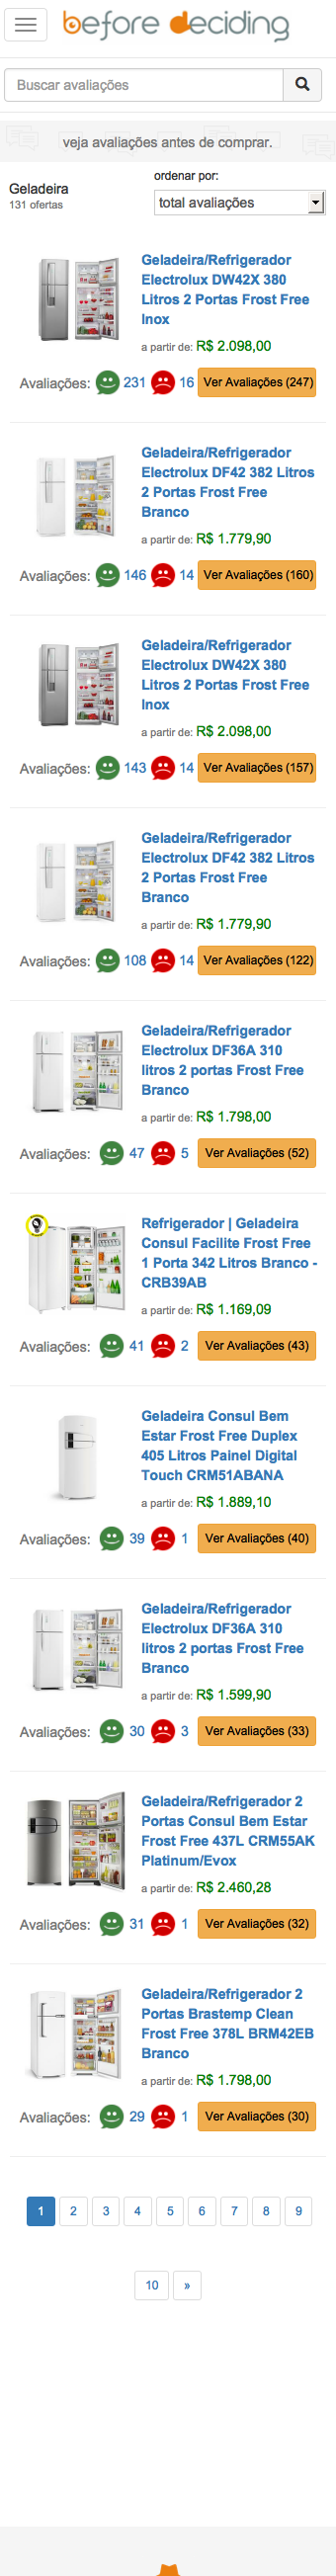 before deciding
Buscar avaliações
veja avaliações antes de comprar.
Geladeira
131 ofertas
ordenar por:
total avaliações
Geladeira/Refrigerador
Electrolux DW42X 380
Litros 2 Portas Frost Free
Inox
a partir de: R$ 2.098,00
Avaliações: 231 16 Ver Avaliações (247)
Geladeira/Refrigerador
Electrolux DF42 382 Litros
2 Portas Frost Free
Branco
a partir de: R$ 1.779,90
Avaliações: 146 14 Ver Avaliações (160)
Geladeira/Refrigerador
Electrolux DW42X 380
Litros 2 Portas Frost Free
Inox
a partir de: R$ 2.098,00
Avaliações: 143 14 Ver Avaliações (157)
Geladeira/Refrigerador
Electrolux DF42 382 Litros
2 Portas Frost Free
Branco
a partir de: R$ 1.779,90
Avaliações: 108 14 Ver Avaliações (122)
Geladeira/Refrigerador
Electrolux DF36A 310
litros 2 portas Frost Free
Branco
a partir de: R$ 1.798,00
Avaliações: 47 5 Ver Avaliações (52)
Refrigerador | Geladeira
Consul Facilite Frost Free
1 Porta 342 Litros Branco -
CRB39AB
a partir de: R$ 1.169,09
Avaliações: 41 2 Ver Avaliações (43)
Geladeira Consul Bem
Estar Frost Free Duplex
405 Litros Painel Digital
Touch CRM51ABANA
a partir de: R$ 1.889,10
Avaliações: 39 1 Ver Avaliações (40)
Geladeira/Refrigerador
Electrolux DF36A 310
litros 2 portas Frost Free
Branco
a partir de: R$ 1.599,90
Avaliações: 30 3 Ver Avaliações (33)
Geladeira/Refrigerador 2
Portas Consul Bem Estar
Frost Free 437L CRM55AK
Platinum/Evox
a partir de: R$ 2.460,28
Avaliações: 31 1 Ver Avaliações (32)
Geladeira/Refrigerador 2
Portas Brastemp Clean
Frost Free 378L BRM42EB
Branco
a partir de: R$ 1.798,00
Avaliações: 29 1 Ver Avaliações (30)
1 2 3 4 5 6 7 8 9
10 »